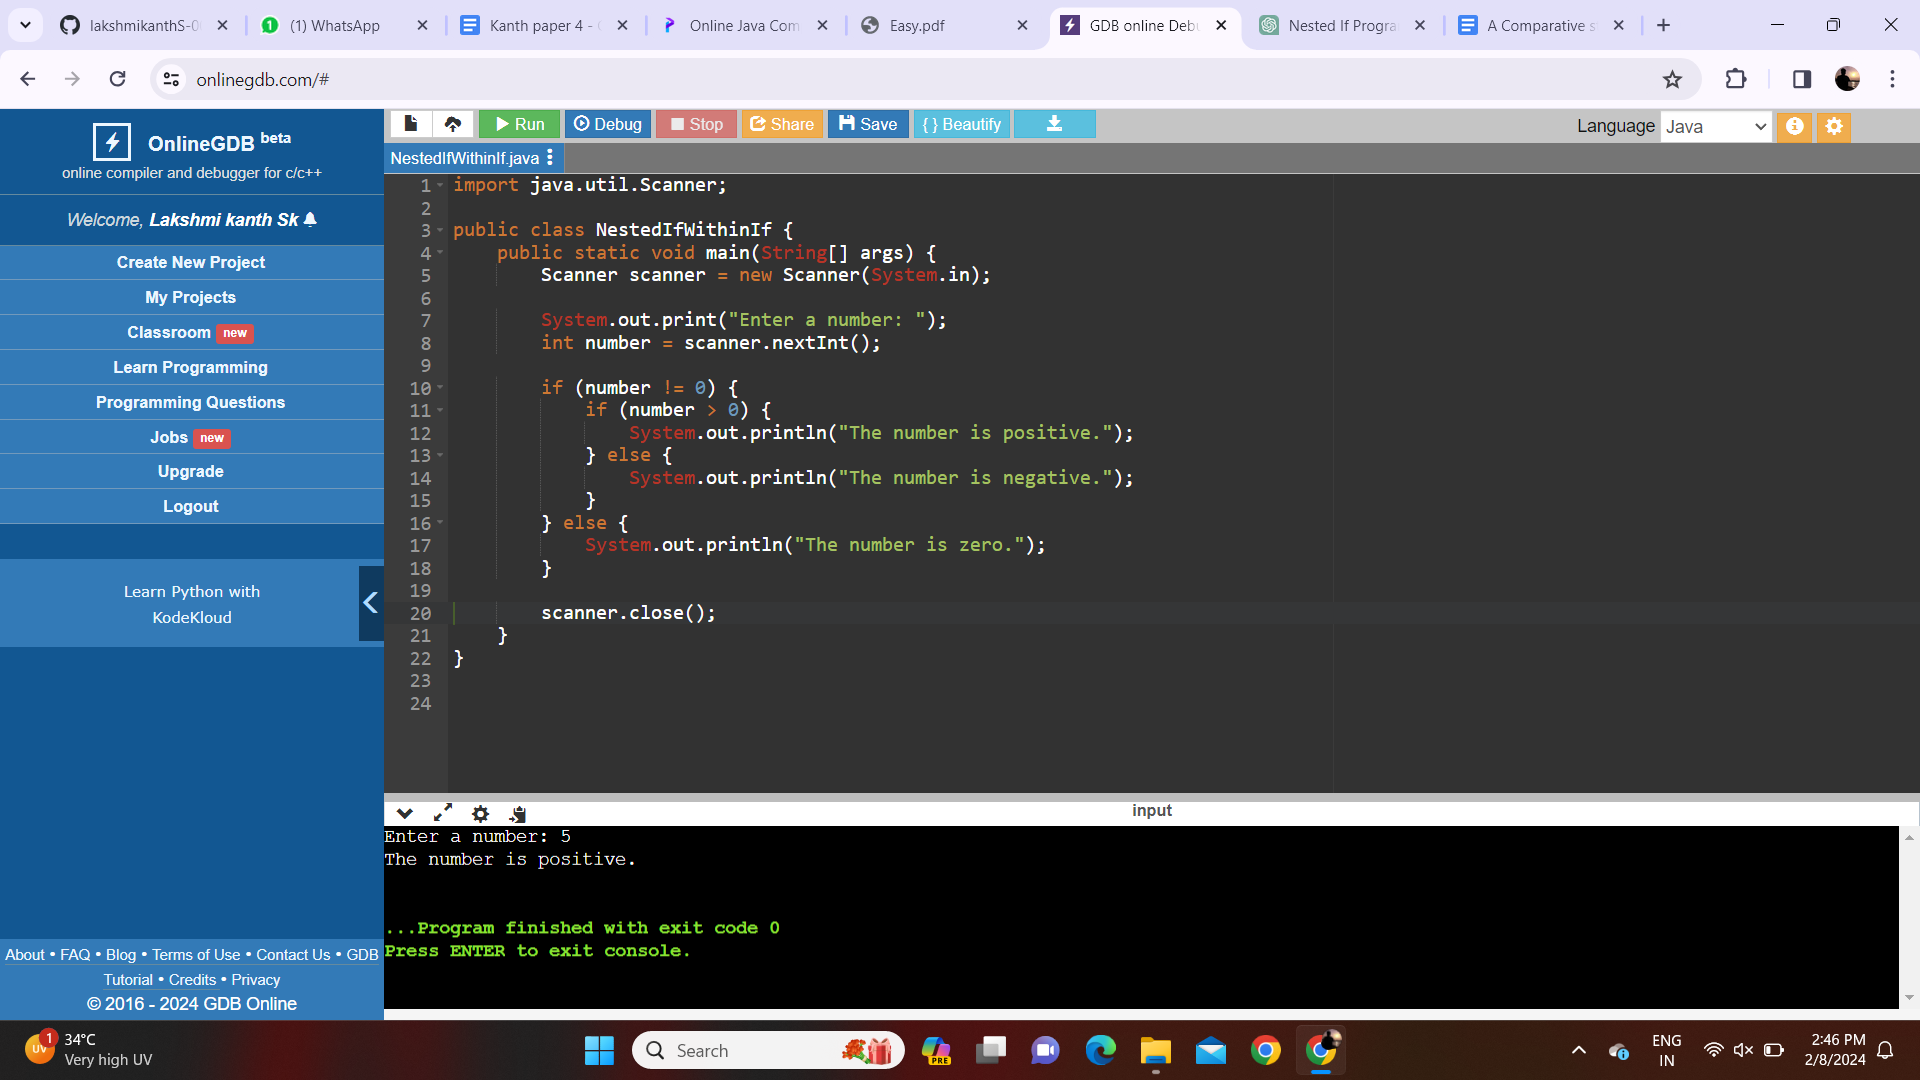 lakshmikanthS-0
(1) WhatsApp
Kanth paper 4 -
Online Java Com
Easy.pdf
GDB online Deb
Nested If Progra
A Comparative s
onlinegdb.com/#
OnlineGDB beta
online compiler and debugger for c/c++
Welcome, Lakshmi kanth Sk
Create New Project
My Projects
Classroom new
Learn Programming
Programming Questions
Jobs new
Upgrade
Logout
Learn Python with
KodeKloud
About • FAQ • Blog • Terms of Use • Contact Us • GDB
Tutorial • Credits • Privacy
© 2016 - 2024 GDB Online
Run Debug Stop Share Save {} Beautify
Language Java
NestedIfWithinIf.java
1 import java.util.Scanner;
2
3 public class NestedIfWithinIf {
4 public static void main(String[] args) {
5 Scanner scanner = new Scanner(System.in);
6
7 System.out.print("Enter a number: ");
8 int number = scanner.nextInt();
9
10 if (number != 0) {
11 if (number > 0) {
12 System.out.println("The number is positive.");
13 } else {
14 System.out.println("The number is negative.");
15 }
16 } else {
17 System.out.println("The number is zero.");
18 }
19
20 scanner.close();
21 }
22 }
23
24
input
Enter a number: 5
The number is positive.
...Program finished with exit code 0
Press ENTER to exit console.
UV 1
34°C
Very high UV
Search
PRE
ENG
IN
2:46 PM
2/8/2024